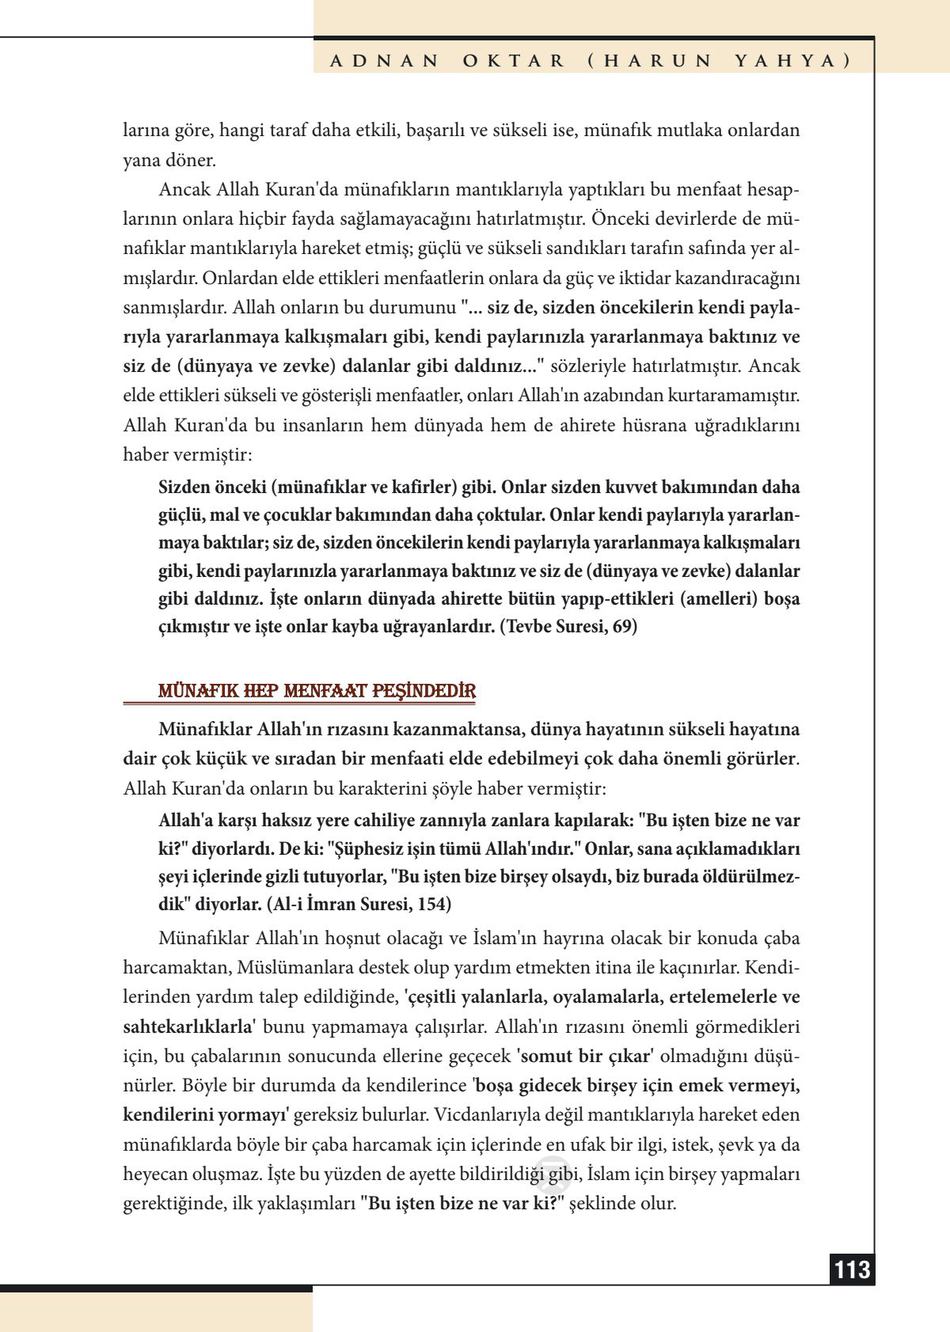 ADNAN OKTAR (HARUN YAHYA)
larına göre, hangi taraf daha etkili, başarılı ve sükseli ise, münafık mutlaka onlardan
yana döner.
Ancak Allah Kuran'da münafıkların mantıklarıyla yaptıkları bu menfaat hesap-
larının onlara hiçbir fayda sağlamayacağını hatırlatmıştır. Önceki devirlerde de mü-
nafıklar mantıklarıyla hareket etmiş; güçlü ve sükseli sandıkları tarafın safında yer al-
mışlardır. Onlardan elde ettikleri menfaatlerin onlara da güç ve iktidar kazandıracağını
sanmışlardır. Allah onların bu durumunu "... siz de, sizden öncekilerin kendi payla-
rıyla yararlanmaya kalkışmaları gibi, kendi paylarınızla yararlanmaya baktınız ve
siz de (dünyaya ve zevke) dalanlar gibi daldınız..." sözleriyle hatırlatmıştır. Ancak
elde ettikleri sükseli ve gösterişli menfaatler, onları Allah'ın azabından kurtaramamıştır.
Allah Kuran'da bu insanların hem dünyada hem de ahirete hüsrana uğradıklarını
haber vermiştir:
Sizden önceki (münafıklar ve kafirler) gibi. Onlar sizden kuvvet bakımından daha
güçlü, mal ve çocuklar bakımından daha çoktular. Onlar kendi paylarıyla yararlan-
maya baktılar; siz de, sizden öncekilerin kendi paylarıyla yararlanmaya kalkışmaları
gibi, kendi paylarınızla yararlanmaya baktınız ve siz de (dünyaya ve zevke) dalanlar
gibi daldınız. İşte onların dünyada ahirette bütün yapıp-ettikleri (amelleri) boşa
çıkmıştır ve işte onlar kayba uğrayanlardır. (Tevbe Suresi, 69)
MÜNAFIK HEP MENFAAT PEŞİNDEDİR
Münafıklar Allah'ın rızasını kazanmaktansa, dünya hayatının sükseli hayatına
dair çok küçük ve sıradan bir menfaati elde edebilmeyi çok daha önemli görürler.
Allah Kuran'da onların bu karakterini şöyle haber vermiştir:
Allah'a karşı haksız yere cahiliye zannıyla zanlara kapılarak: "Bu işten bize ne var
ki?" diyorlardı. De ki: "Şüphesiz işin tümü Allah'ındır." Onlar, sana açıklamadıkları
şeyi içlerinde gizli tutuyorlar, "Bu işten bize birşey olsaydı, biz burada öldürülmez-
dik" diyorlar. (Al-i İmran Suresi, 154)
Münafıklar Allah'ın hoşnut olacağı ve İslam'ın hayrına olacak bir konuda çaba
harcamaktan, Müslümanlara destek olup yardım etmekten itina ile kaçınırlar. Kendi-
lerinden yardım talep edildiğinde, 'çeşitli yalanlarla, oyalamalarla, ertelemelerle ve
sahtekarlıklarla' bunu yapmamaya çalışırlar. Allah'ın rızasını önemli görmedikleri
için, bu çabalarının sonucunda ellerine geçecek 'somut bir çıkar' olmadığını düşü-
nürler. Böyle bir durumda da kendilerince 'boşa gidecek birşey için emek vermeyi,
kendilerini yormayı' gereksiz bulurlar. Vicdanlarıyla değil mantıklarıyla hareket eden
münafıklarda böyle bir çaba harcamak için içlerinde en ufak bir ilgi, istek, şevk ya da
heyecan oluşmaz. İşte bu yüzden de ayette bildirildiği gibi, İslam için birşey yapmaları
gerektiğinde, ilk yaklaşımları "Bu işten bize ne var ki?" şeklinde olur.
113